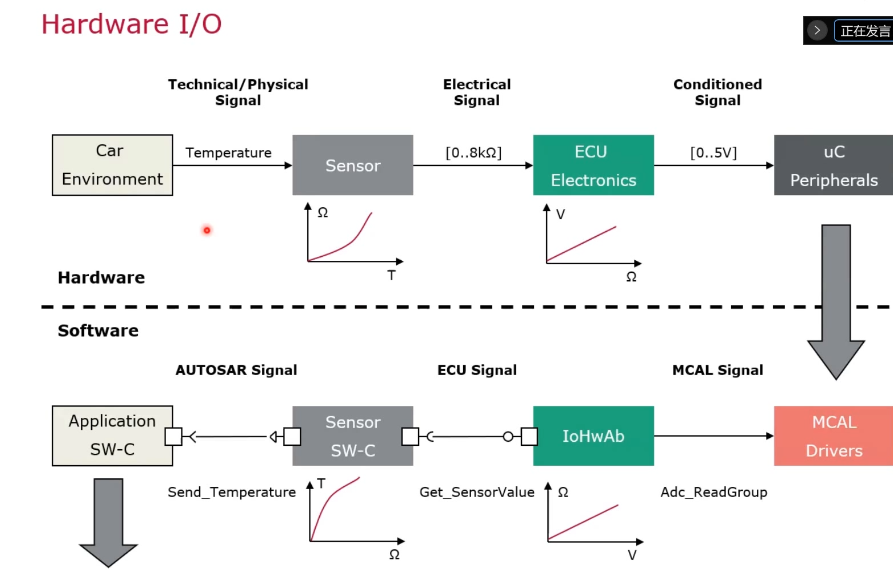 Hardware I/O
正在发言
Technical/Physical
Signal
Electrical
Signal
Conditioned
Signal
Car
Environment
Temperature
Sensor
[0..8kΩ]
ECU
Electronics
[0..5V]
uC
Peripherals
Ω
T
V
Ω
Hardware
Software
AUTOSAR Signal
ECU Signal
MCAL Signal
Application
SW-C
Sensor
SW-C
IoHwAb
MCAL
Drivers
Send_Temperature
T
Ω
Get_SensorValue
Ω
V
Adc_ReadGroup